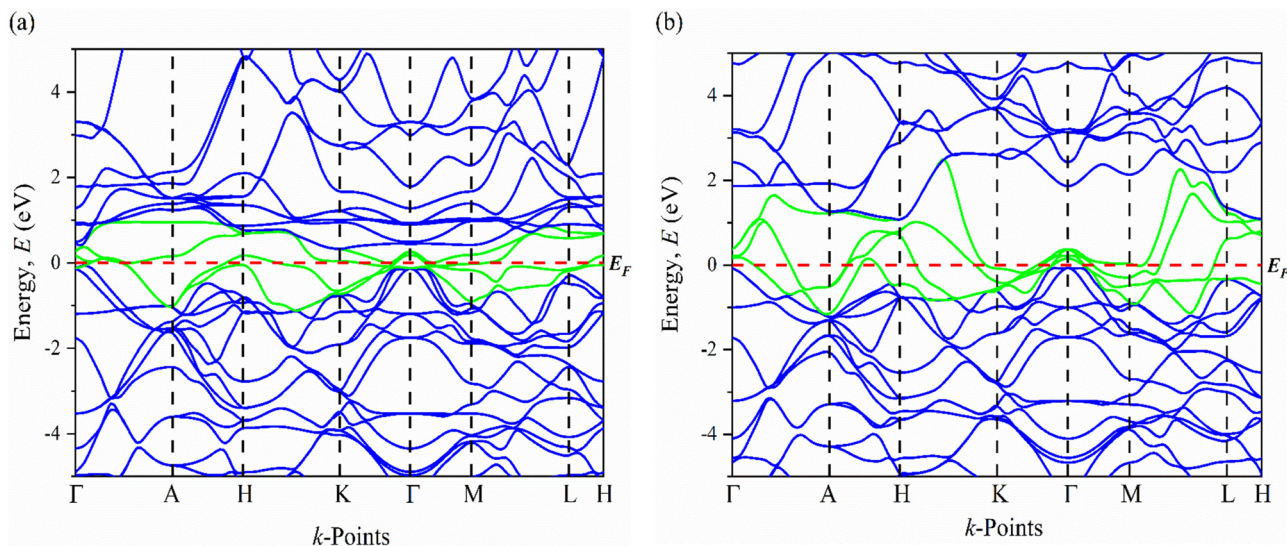 (a)
4
2
0
-2
-4
Energy, E (eV)
E_F
Γ A H K Γ M L H
k-Points
(b)
4
2
0
-2
-4
Energy, E (eV)
E_F
Γ A H K Γ M L H
k-Points